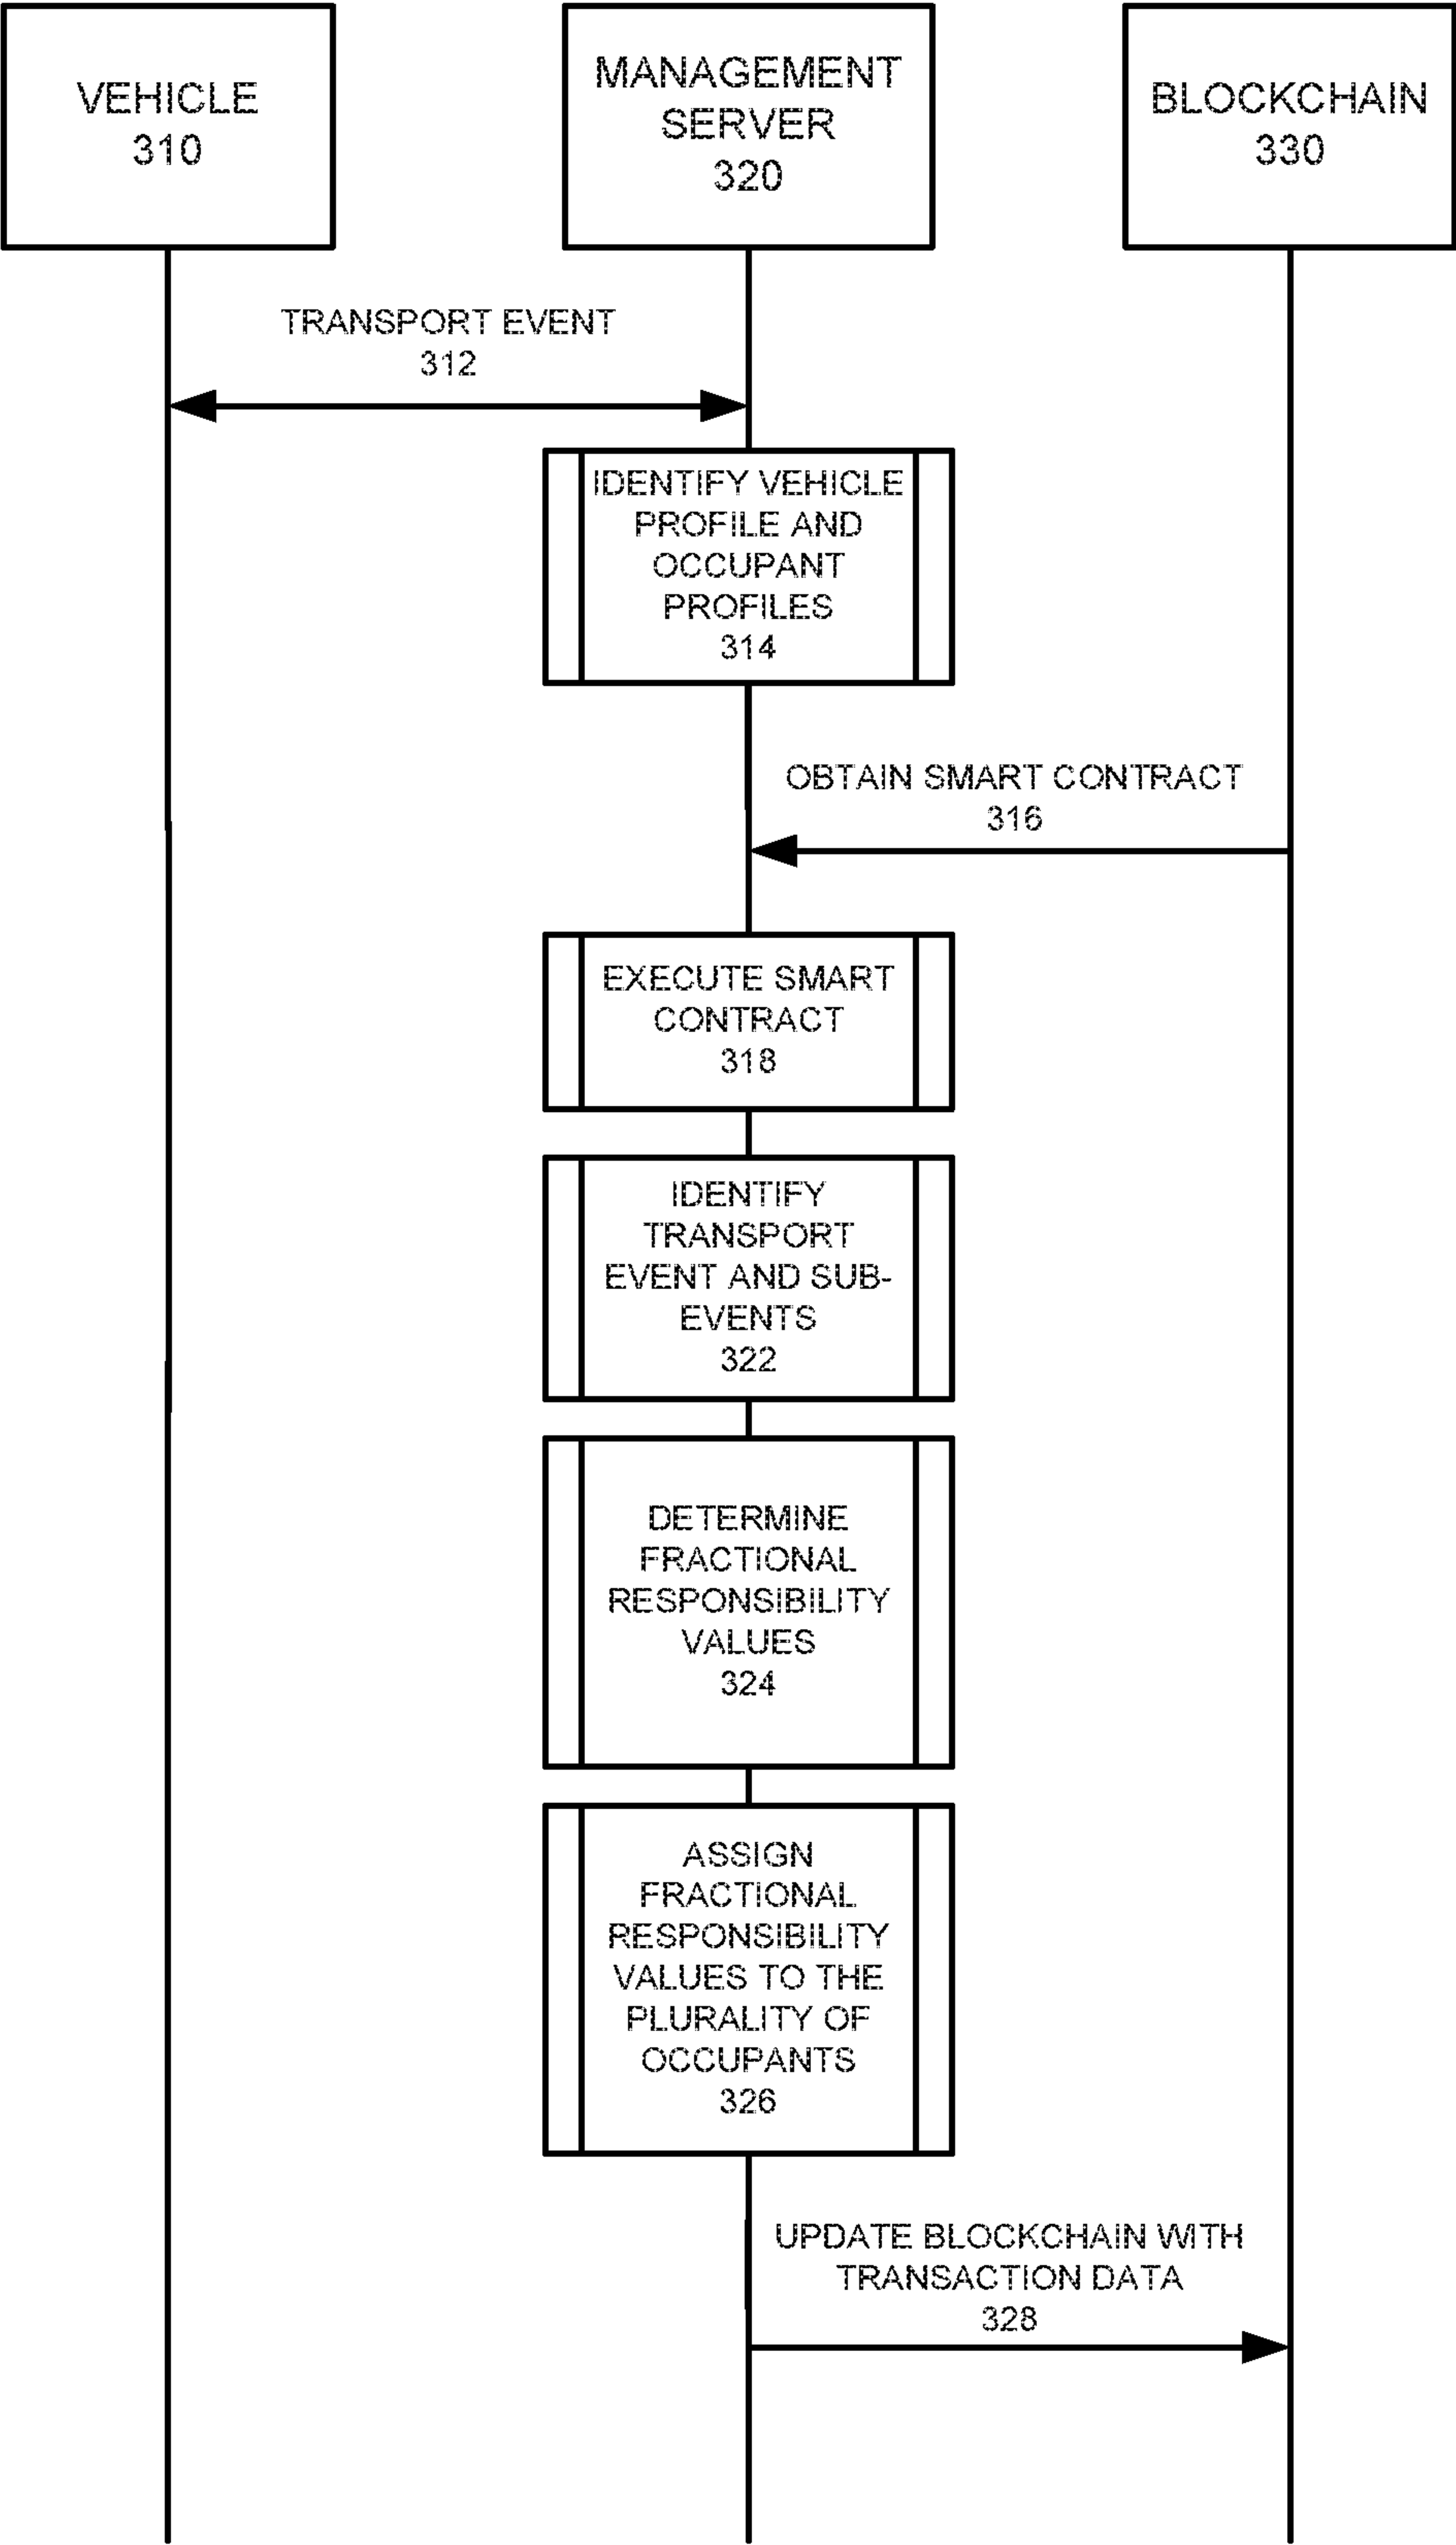 VEHICLE
310
MANAGEMENT
SERVER
320
BLOCKCHAIN
330
TRANSPORT EVENT
312
IDENTIFY VEHICLE
PROFILE AND
OCCUPANT
PROFILES
314
OBTAIN SMART CONTRACT
316
EXECUTE SMART
CONTRACT
318
IDENTIFY
TRANSPORT
EVENT AND SUB-
EVENTS
322
DETERMINE
FRACTIONAL
RESPONSIBILITY
VALUES
324
ASSIGN
FRACTIONAL
RESPONSIBILITY
VALUES TO THE
PLURALITY OF
OCCUPANTS
326
UPDATE BLOCKCHAIN WITH
TRANSACTION DATA
328